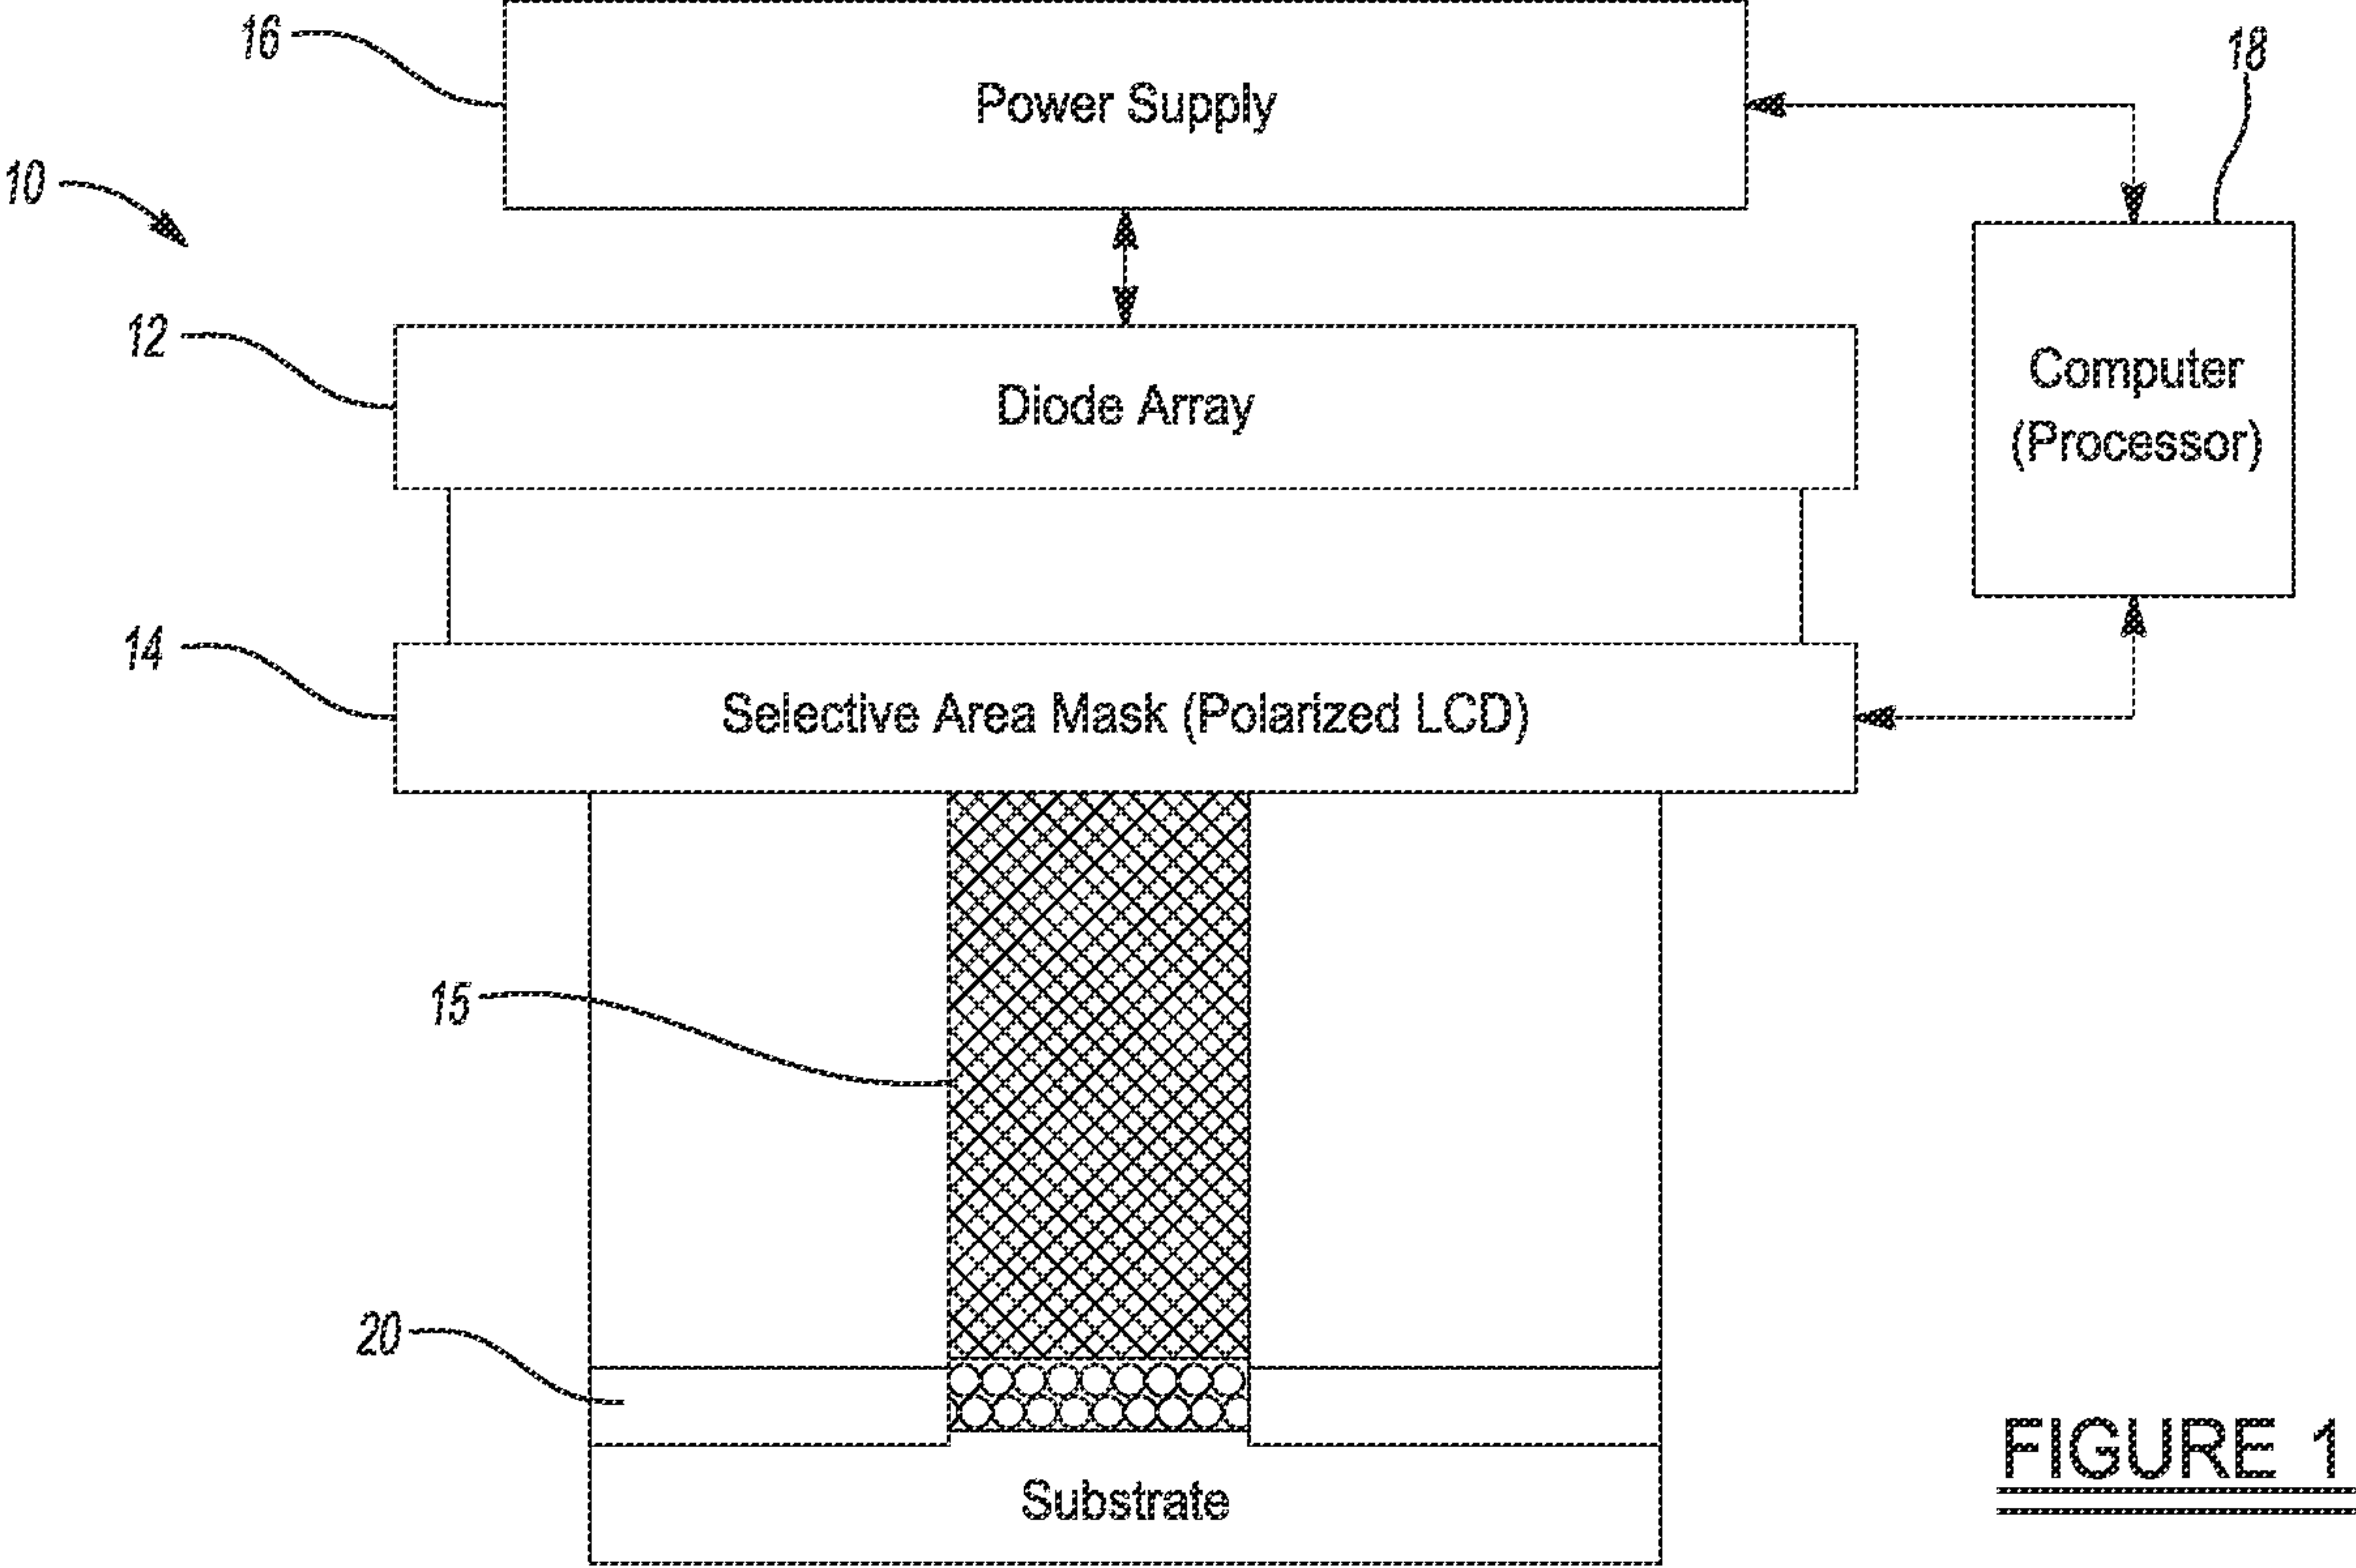 16
Power Supply
18
10
12
Diode Array
Computer
(Processor)
14
Selective Area Mask (Polarized LCD)
15
20
Substrate
FIGURE 1